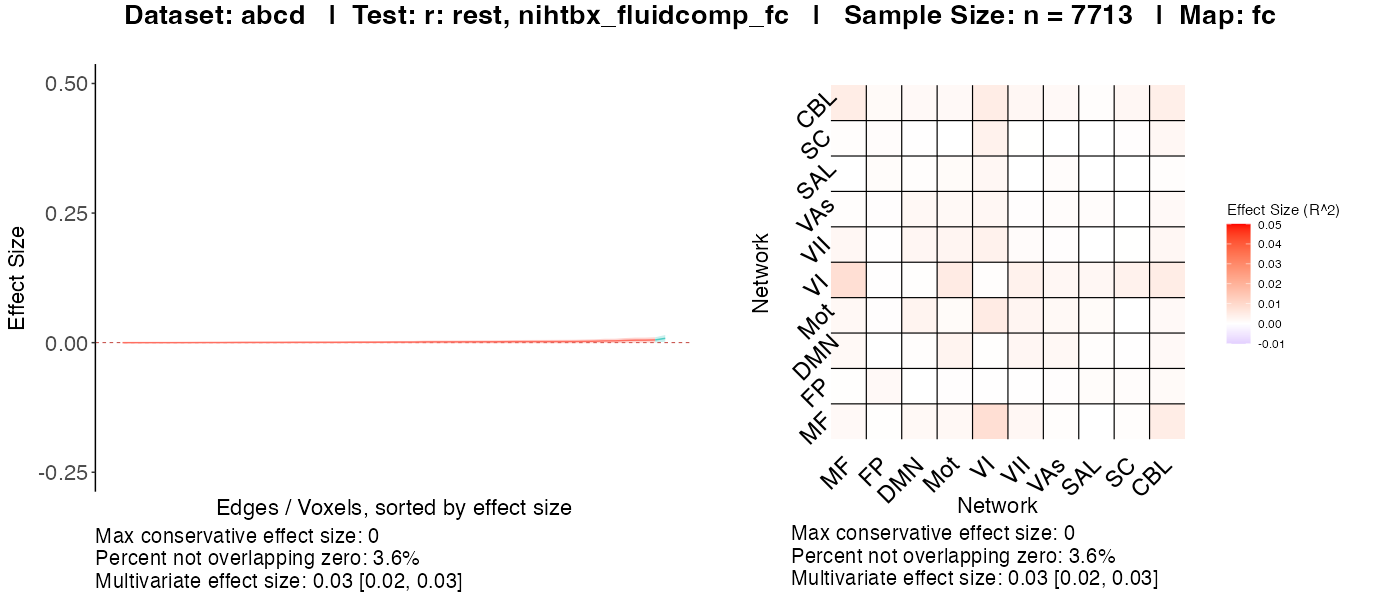 Dataset: abcd | Test: r: rest, nihtbx_fluidcomp_fc | Sample Size: n = 7713 | Map: fc
Effect Size
0.50
0.25
0.00
-0.25
Edges / Voxels, sorted by effect size
Max conservative effect size: 0
Percent not overlapping zero: 3.6%
Multivariate effect size: 0.03 [0.02, 0.03]
Network
CBL
SC
SAL
VAs
VII
VI
Mot
DMN
FP
MF
MF FP DMN Mot VI VII VAs SAL SC CBL
Network
Max conservative effect size: 0
Percent not overlapping zero: 3.6%
Multivariate effect size: 0.03 [0.02, 0.03]
Effect Size (R^2)
0.05
0.04
0.03
0.02
0.01
0.00
-0.01